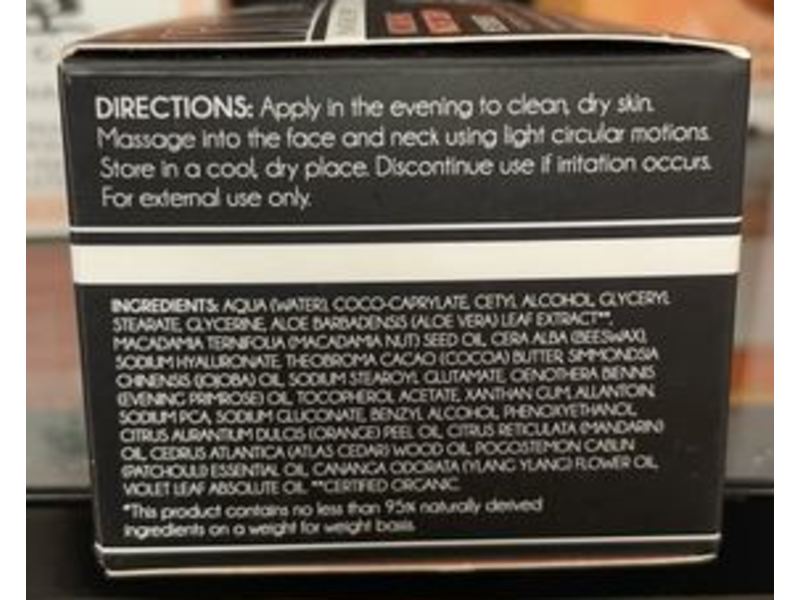 DIRECTIONS: Apply in the evening to clean, dry skin.
Massage into the face and neck using light circular motions.
Store in a cool, dry place. Discontinue use if irritation occurs.
For external use only.
INGREDIENTS: AQUA (WATER), COCO-CAPRYLATE, CETYL ALCOHOL, GLYCERYL
STEARATE, GLYCERINE, ALOE BARBADENSIS (ALOE VERA) LEAF EXTRACT**,
MACADAMIA TERNIFOLIA (MACADAMIA NUT) SEED OIL, CERA ALBA (BEESWAX),
SODIUM HYALURONATE, THEOBROMA CACAO (COCOA) BUTTER, SIMMONDSIA
CHINENSIS (JOJOBA) OIL, SODIUM STEAROYL GLUTAMATE, OENOTHERA BIENNIS
(EVENING PRIMROSE) OIL, TOCOPHEROL ACETATE, XANTHAN GUM, ALLANTOIN,
SODIUM PCA, SODIUM GLUCONATE, BENZYL ALCOHOL, PHENOXYETHANOL,
CITRUS AURANTIUM DULCIS (ORANGE) PEEL OIL, CITRUS RETICULATA (MANDARIN)
OIL, CEDRUS ATLANTICA (ATLAS CEDAR) WOOD OIL, POGOSTEMON CABLIN
(PATCHOULI) ESSENTIAL OIL, CANANGA ODORATA (YLANG YLANG) FLOWER OIL,
VIOLET LEAF ABSOLUTE OIL. **CERTIFIED ORGANIC
*This product contains no less than 95% naturally derived
ingredients on a weight for weight basis